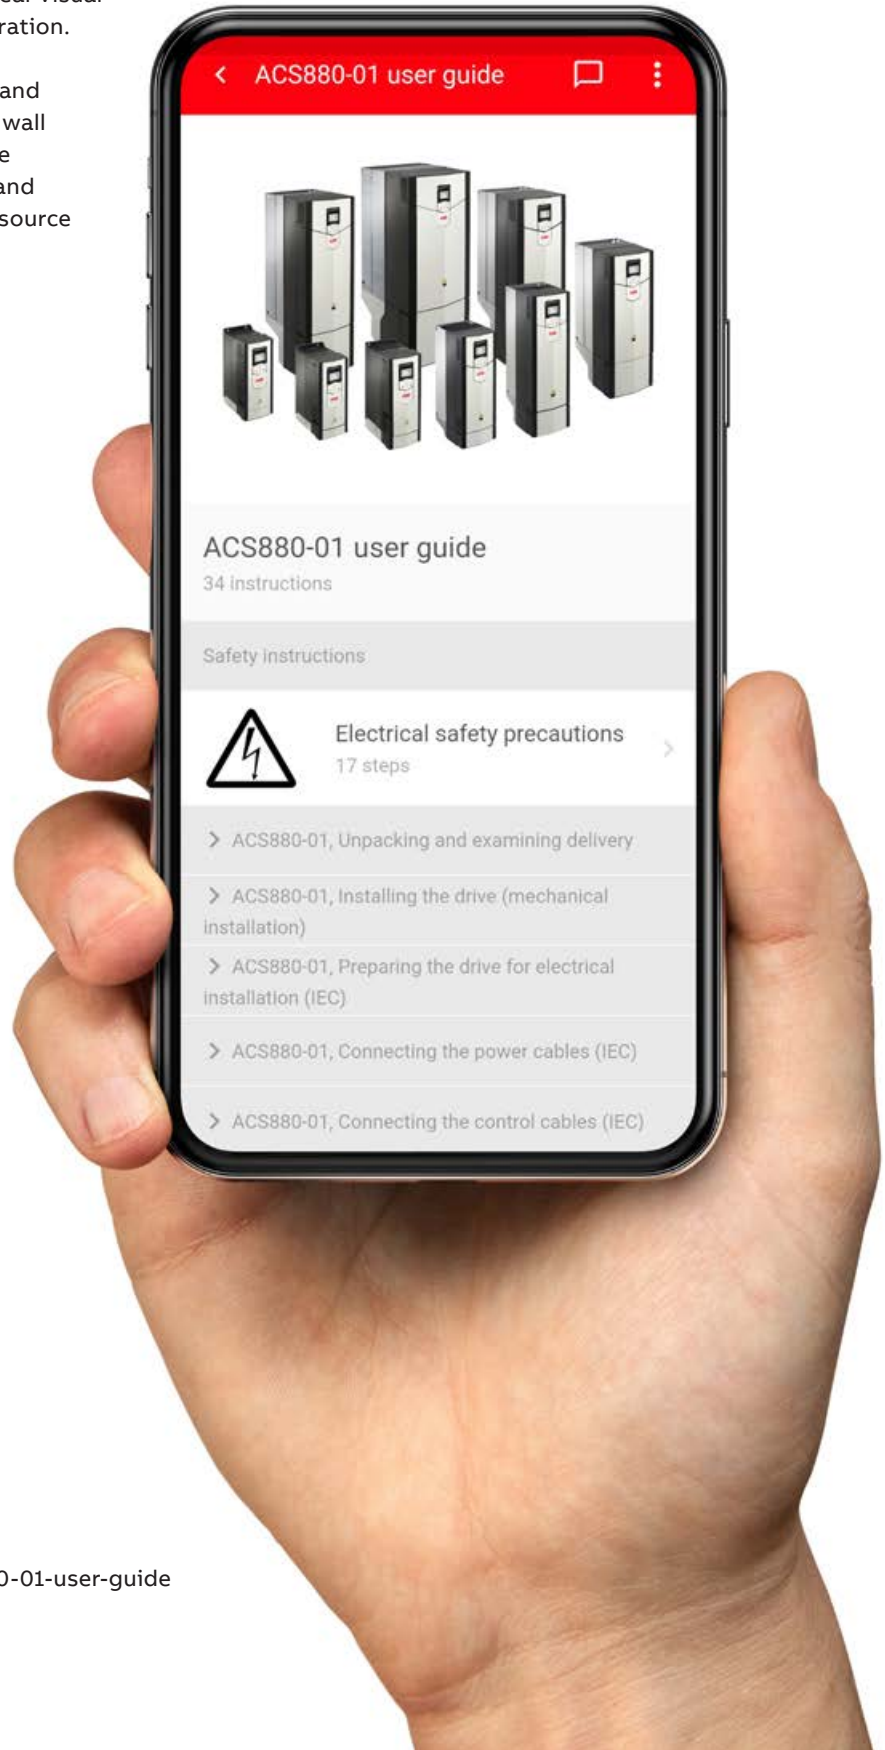 ration.
and
wall
e
and
source
ACS880-01 user guide
ACS880-01 user guide
34 instructions
Safety instructions
Electrical safety precautions
17 steps
ACS880-01, Unpacking and examining delivery
ACS880-01, Installing the drive (mechanical
installation)
ACS880-01, Preparing the drive for electrical
installation (IEC)
ACS880-01, Connecting the power cables (IEC)
ACS880-01, Connecting the control cables (IEC)
0-01-user-guide